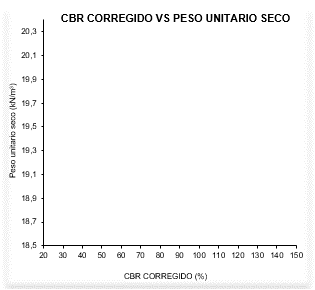 CBR CORREGIDO VS PESO UNITARIO SECO
20,3
20,1
19,9
19,7
19,5
19,3
19,1
18,9
18,7
18,5
Peso unitario seco (kN/m³)
20 30 40 50 60 70 80 90 100 110 120 130 140 150
CBR CORREGIDO (%)